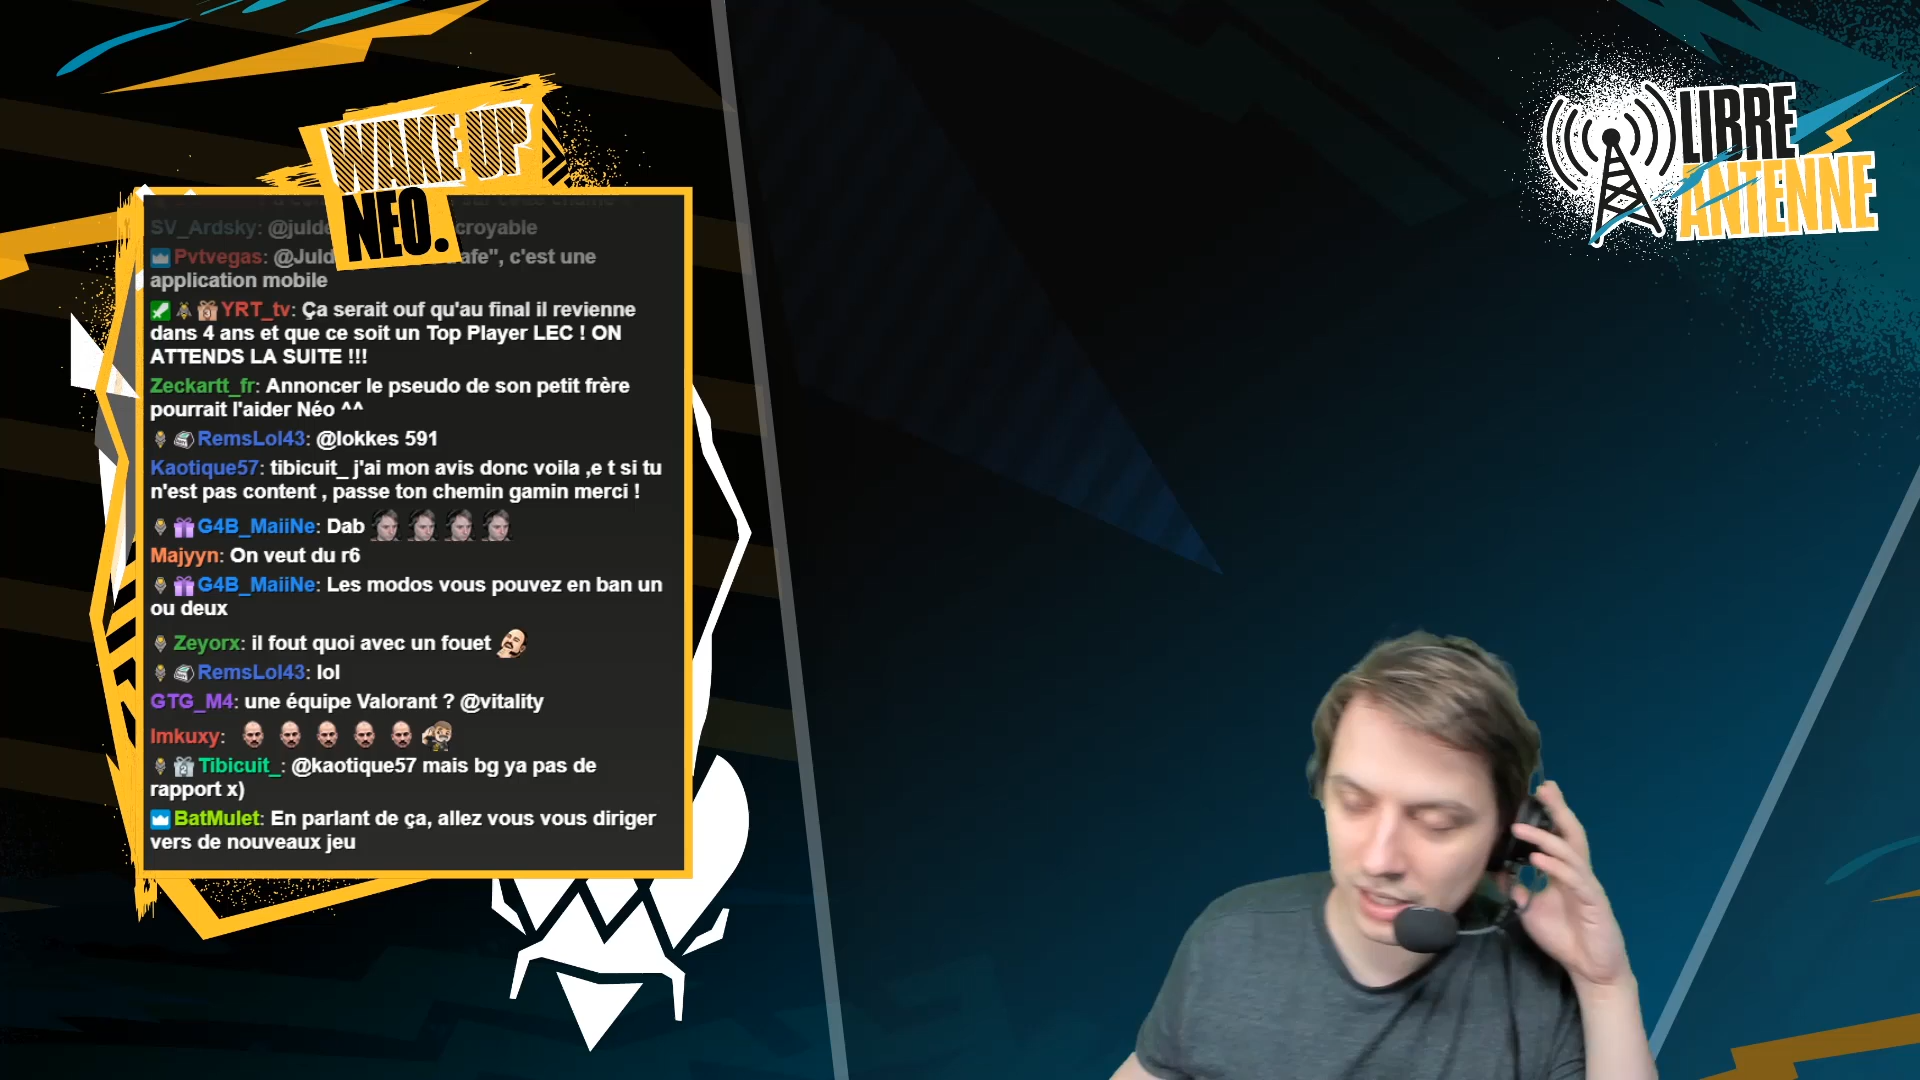 WAKE UP
NEO.
LIBRE
ANTENNE
SV_Ardsky: @julde croyable
Pvtvegas: @Juld afe", c'est une
application mobile
YRT_tv: Ça serait ouf qu'au final il revienne
dans 4 ans et que ce soit un Top Player LEC ! ON
ATTENDS LA SUITE !!!
Zeckartt_fr: Annoncer le pseudo de son petit frère
pourrait l'aider Néo ^^
RemsLol43: @lokkes 591
Kaotique57: tibicuit_ j'ai mon avis donc voila ,e t si tu
n'est pas content , passe ton chemin gamin merci !
G4B_MaiiNe: Dab
Majyyn: On veut du r6
G4B_MaiiNe: Les modos vous pouvez en ban un
ou deux
Zeyorx: il fout quoi avec un fouet
RemsLol43: lol
GTG_M4: une équipe Valorant ? @vitality
Imkuxy:
Tibicuit_: @kaotique57 mais bg ya pas de
rapport x)
BatMulet: En parlant de ça, allez vous vous diriger
vers de nouveaux jeu